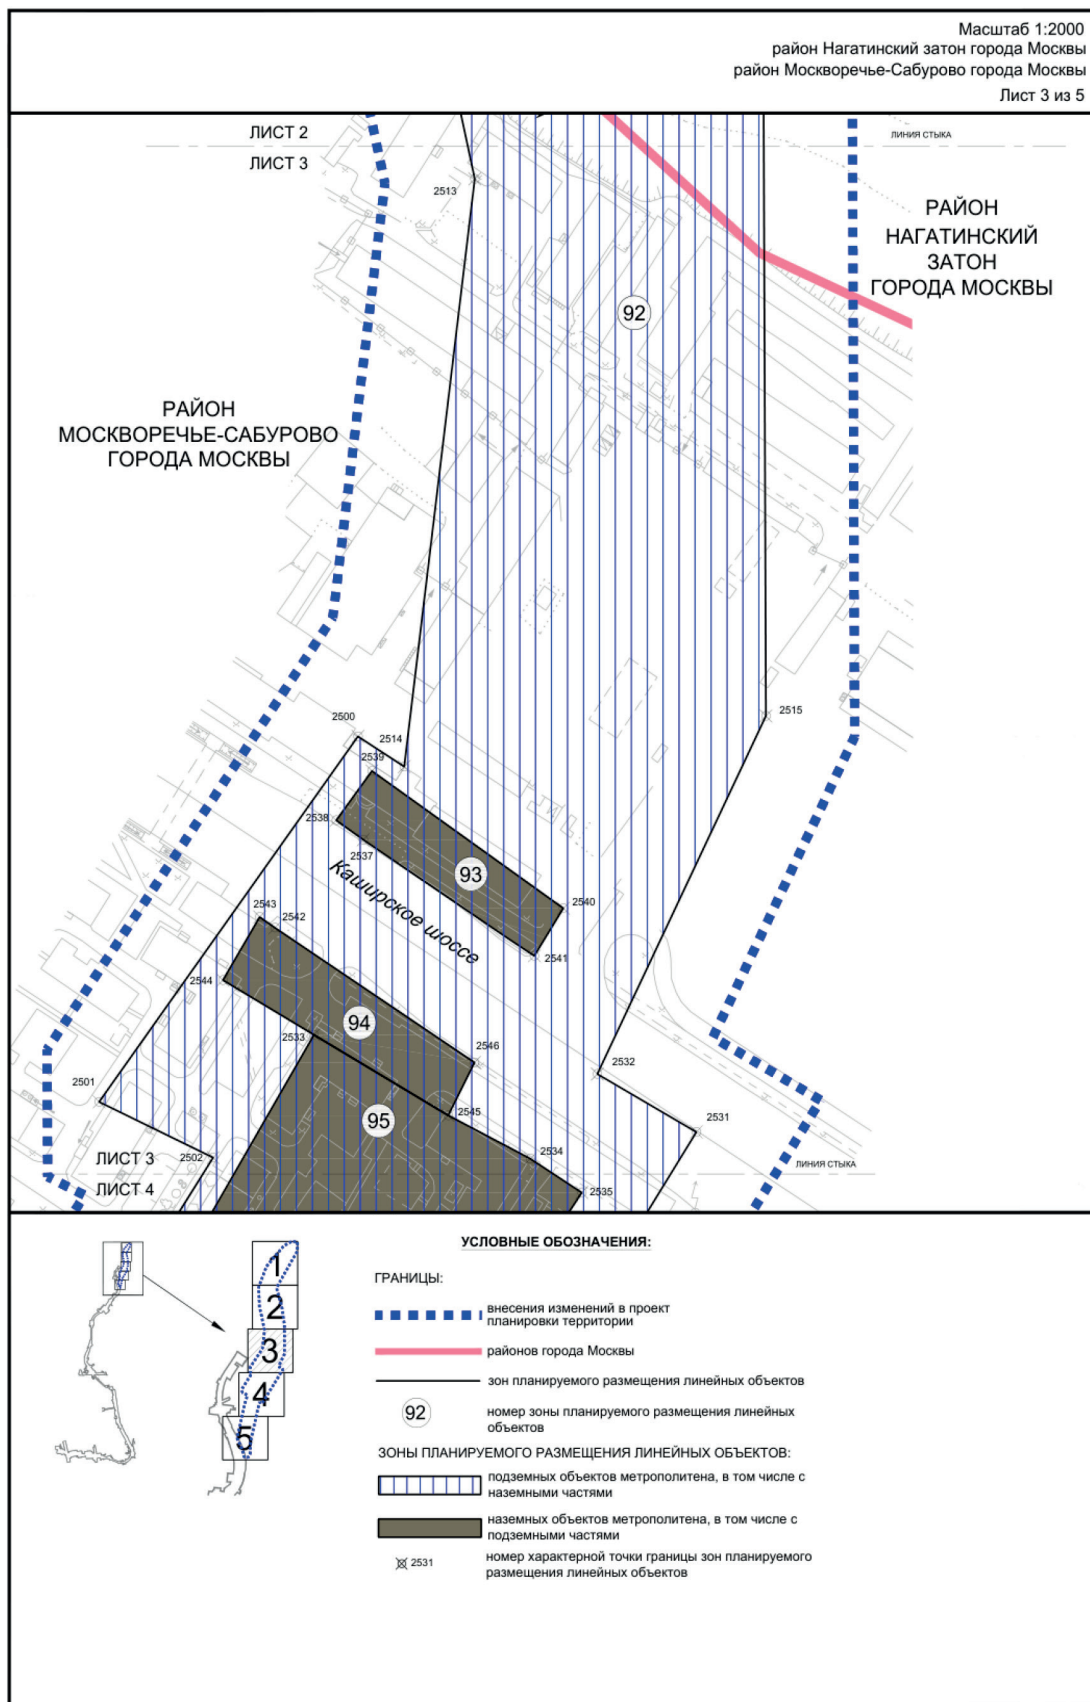 Масштаб 1:2000
район Нагатинский затон города Москвы
район Москворечье-Сабурово города Москвы
Лист 3 из 5
ЛИСТ 2
ЛИСТ 3
ЛИНИЯ СТЫКА
2513
РАЙОН
НАГАТИНСКИЙ
ЗАТОН
ГОРОДА МОСКВЫ
92
РАЙОН
МОСКВОРЕЧЬЕ-САБУРОВО
ГОРОДА МОСКВЫ
2515
2500
2514
2539
2538
2537
93
Каширское шоссе
2540
2541
2543
2542
2544
94
2533
2546
2532
2501
95
2545
2531
2502
2534
ЛИСТ 3
ЛИСТ 4
ЛИНИЯ СТЫКА
2535
УСЛОВНЫЕ ОБОЗНАЧЕНИЯ:
1
2
3
4
5
ГРАНИЦЫ:
внесения изменений в проект
планировки территории
районов города Москвы
зон планируемого размещения линейных объектов
92
номер зоны планируемого размещения линейных
объектов
ЗОНЫ ПЛАНИРУЕМОГО РАЗМЕЩЕНИЯ ЛИНЕЙНЫХ ОБЪЕКТОВ:
подземных объектов метрополитена, в том числе с
наземными частями
наземных объектов метрополитена, в том числе с
подземными частями
2531
номер характерной точки границы зон планируемого
размещения линейных объектов